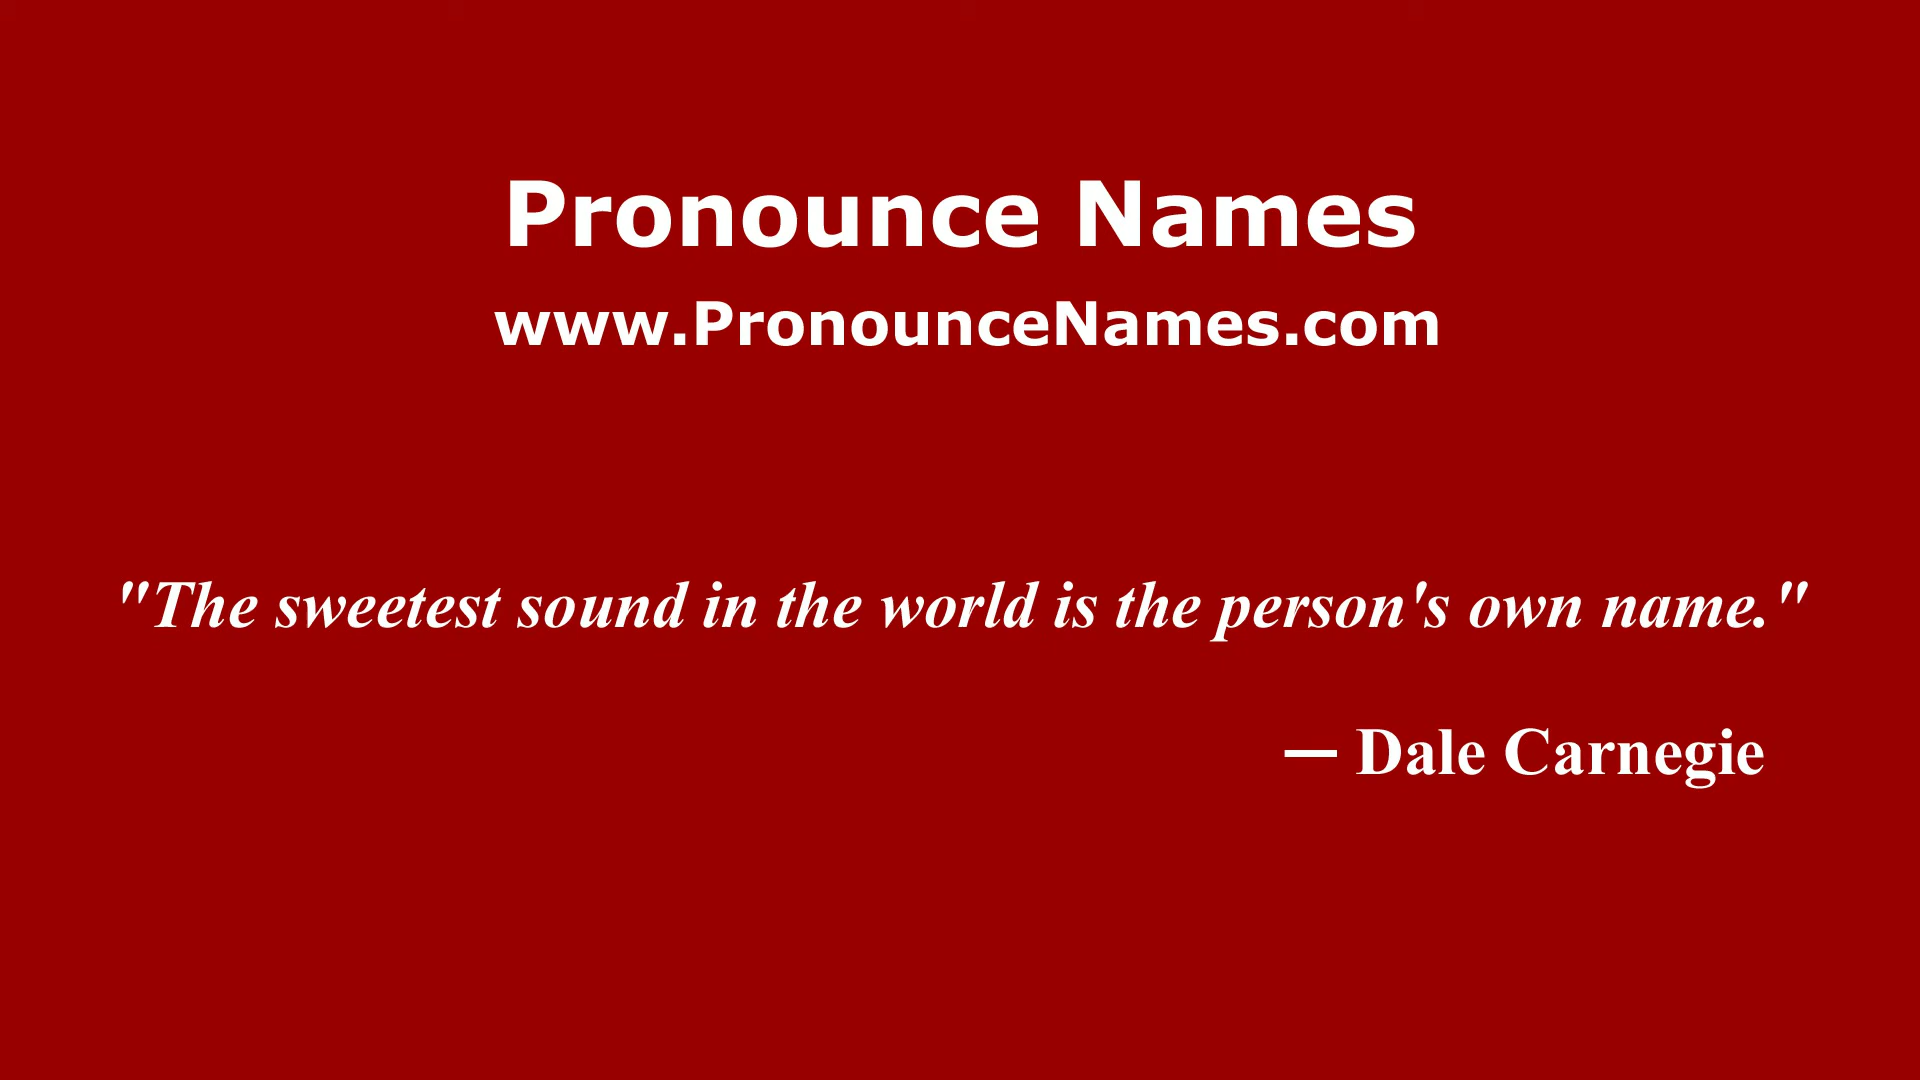 Pronounce Names
www.PronounceNames.com
"The sweetest sound in the world is the person's own name."
— Dale Carnegie